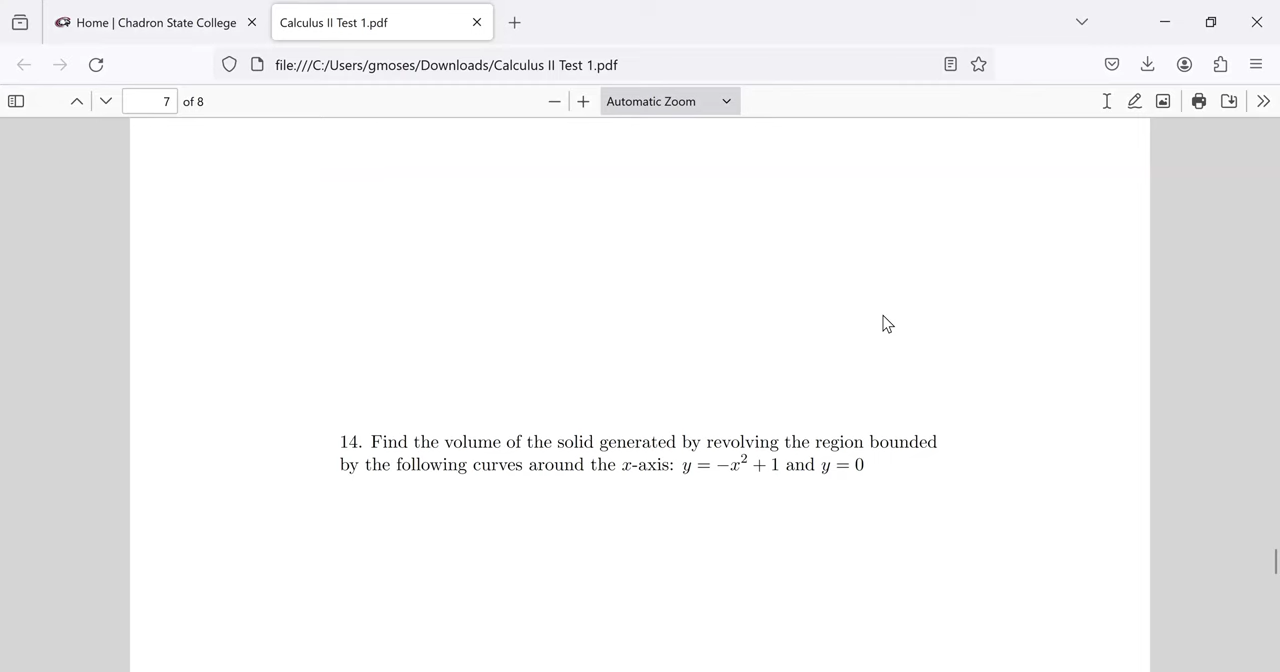 Home | Chadron State College
Calculus II Test 1.pdf
file:///C:/Users/gmoses/Downloads/Calculus II Test 1.pdf
7 of 8
Automatic Zoom
14. Find the volume of the solid generated by revolving the region bounded
by the following curves around the x-axis: y = −x² + 1 and y = 0